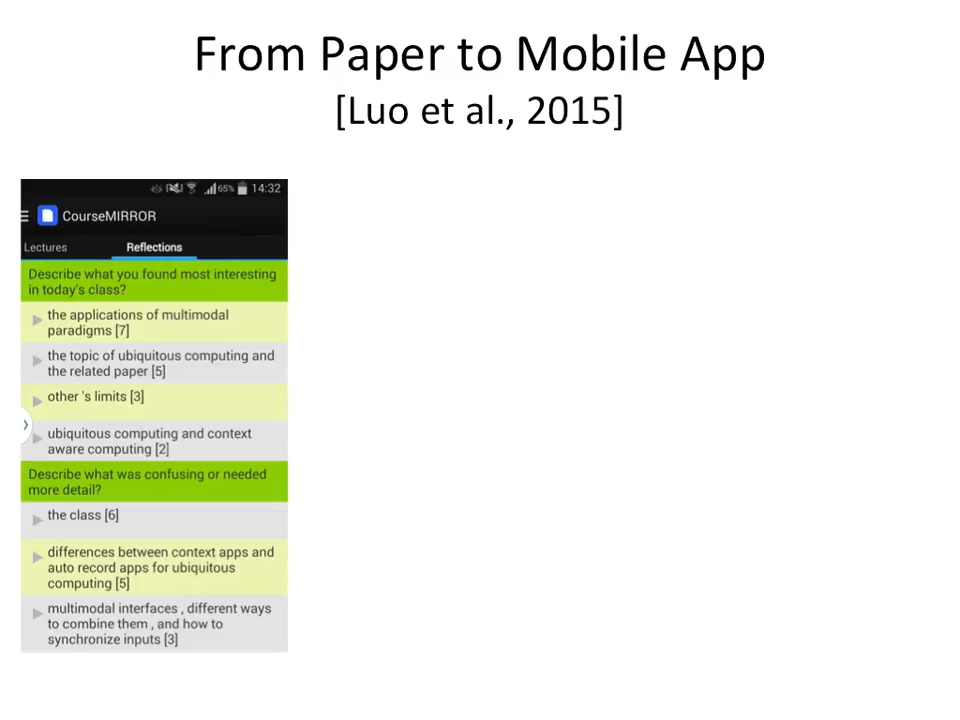 From Paper to Mobile App
[Luo et al., 2015]
65% 14:32
CourseMIRROR
Lectures Reflections
Describe what you found most interesting
in today's class?
the applications of multimodal
paradigms [7]
the topic of ubiquitous computing and
the related paper [5]
other 's limits [3]
ubiquitous computing and context
aware computing [2]
Describe what was confusing or needed
more detail?
the class [6]
differences between context apps and
auto record apps for ubiquitous
computing [5]
multimodal interfaces , different ways
to combine them , and how to
synchronize inputs [3]